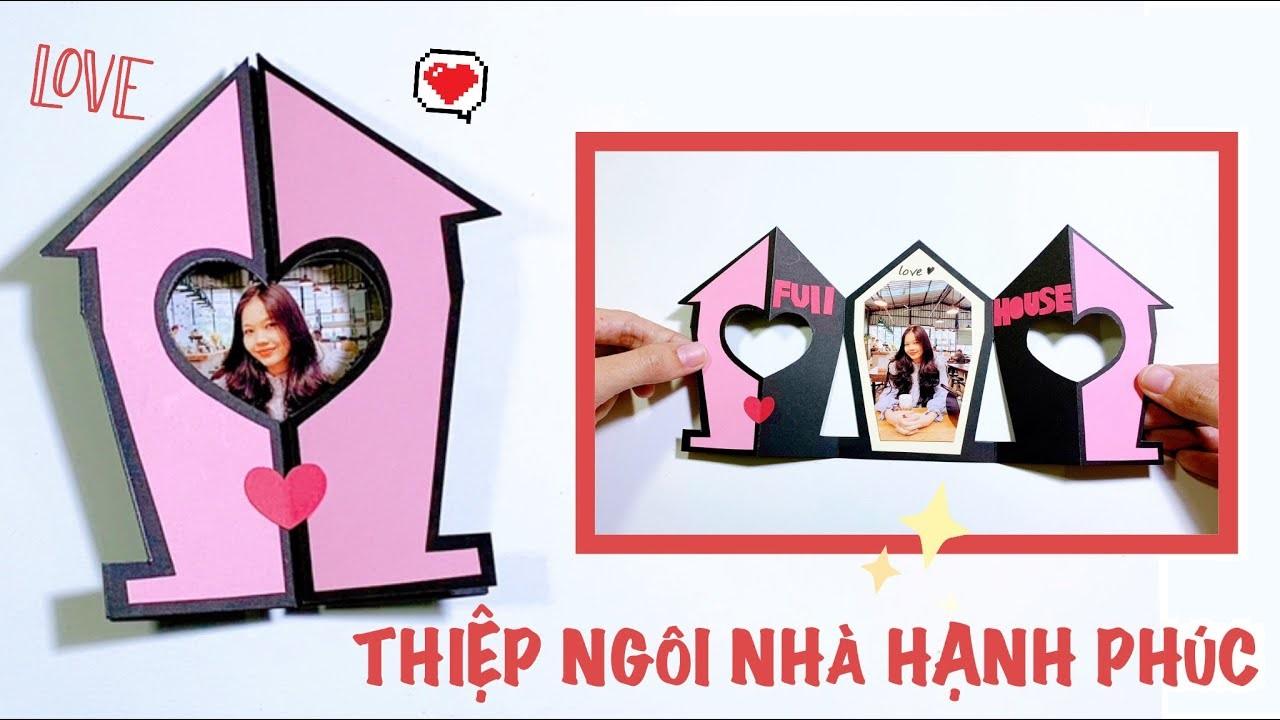 LOVE
love
FUll
HOUSE
THIỆP NGÔI NHÀ HẠNH PHÚC